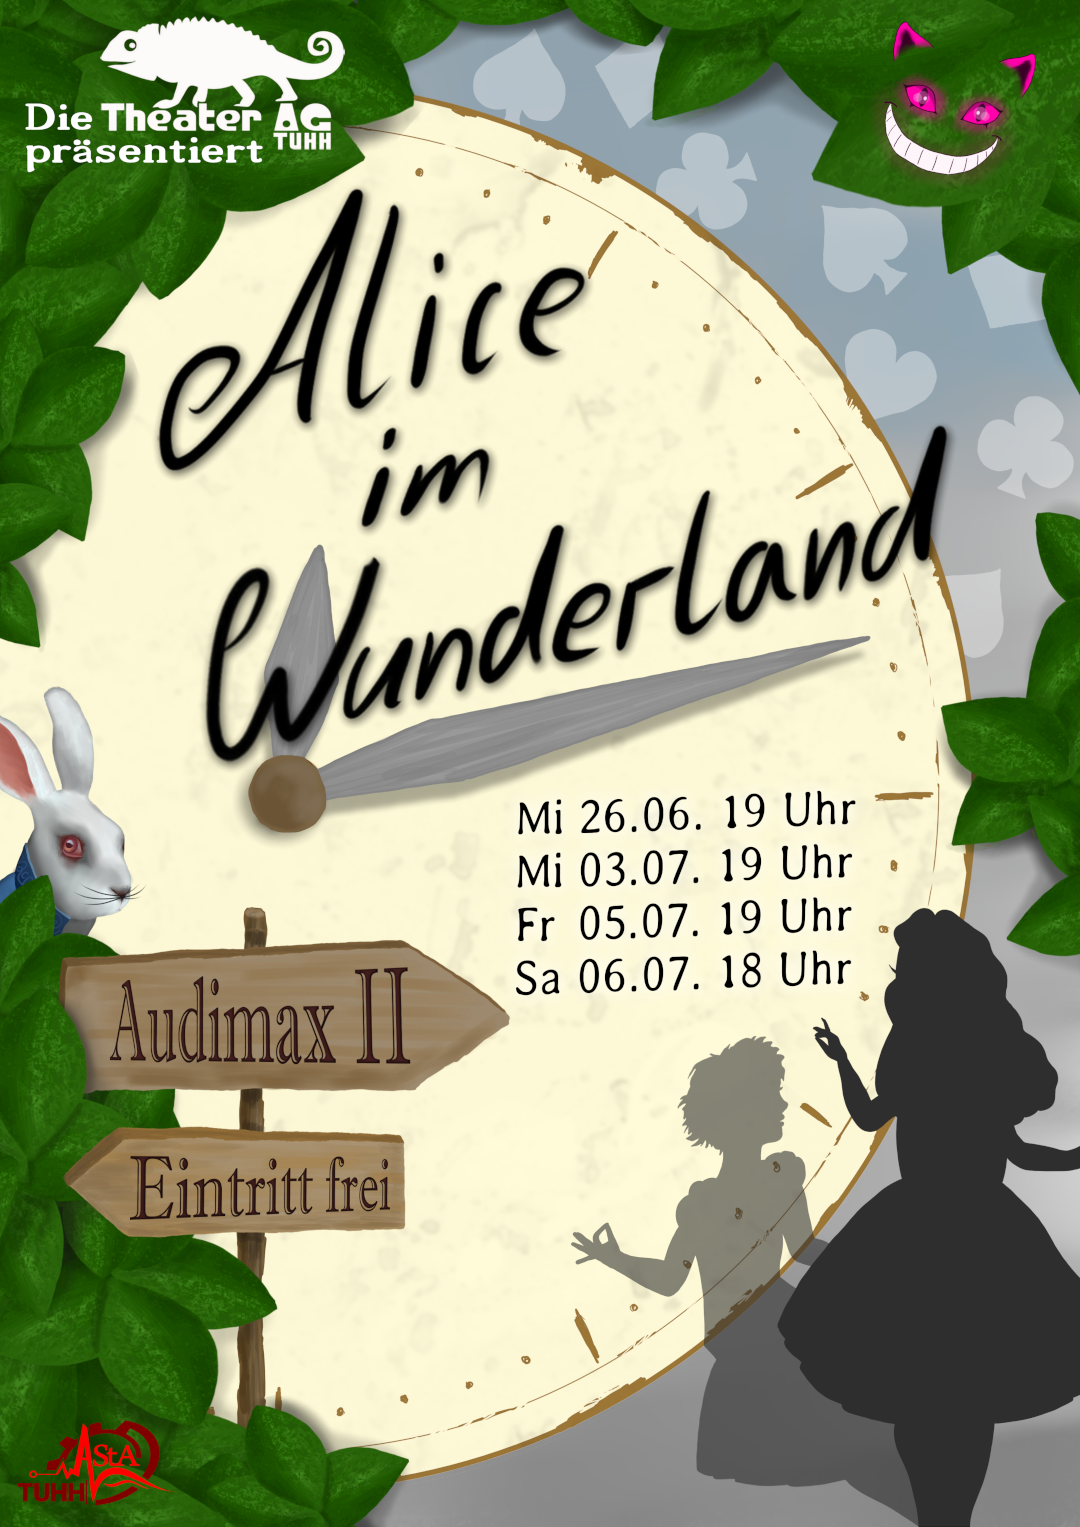 Die Theater AG
TUHH
präsentiert
Alice
im
Wunderland
Mi 26.06. 19 Uhr
Mi 03.07. 19 Uhr
Fr 05.07. 19 Uhr
Sa 06.07. 18 Uhr
Audimax II
Eintritt frei
AStA
TUHH